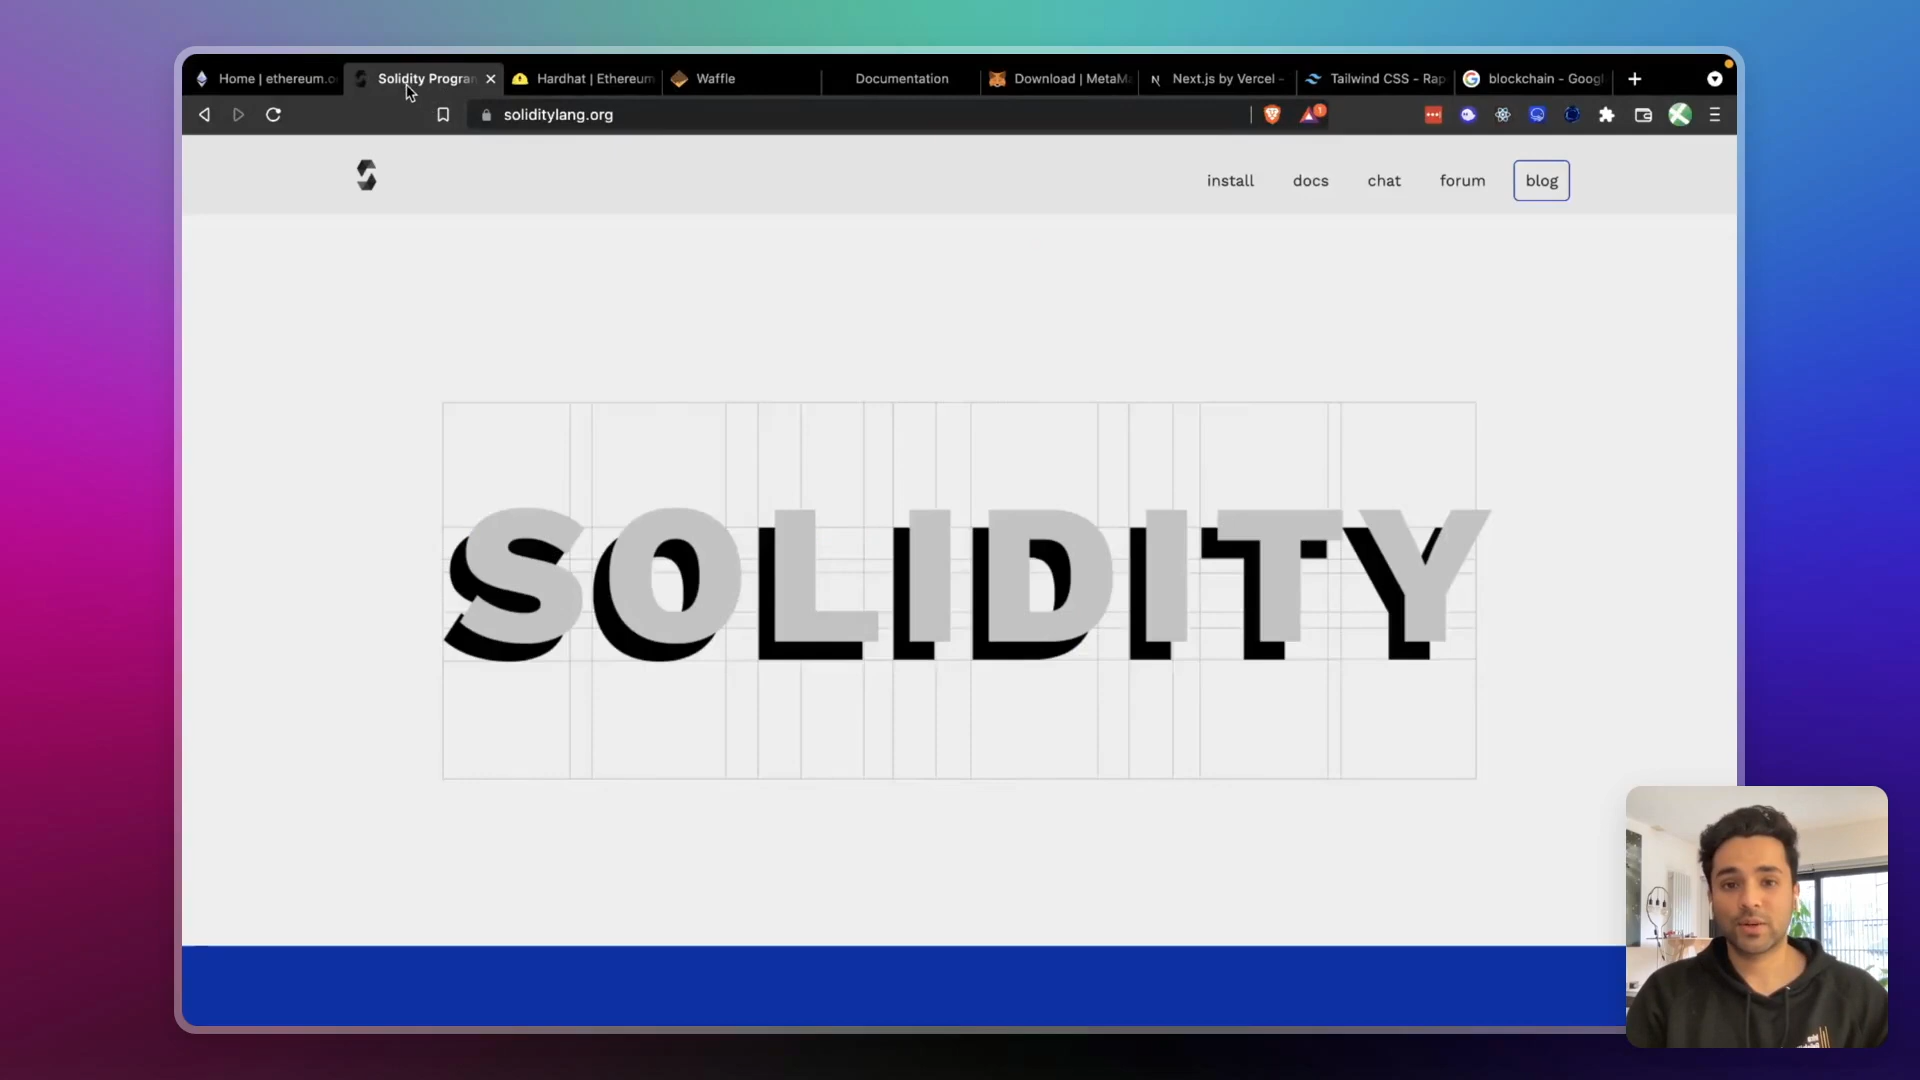 Home | ethereum.o
Solidity Progra
Hardhat | Ethereum
Waffle
Documentation
Download | MetaM
Next.js by Vercel -
Tailwind CSS - Rap
blockchain - Googl
soliditylang.org
1
install
docs
chat
forum
blog
SOLIDITY